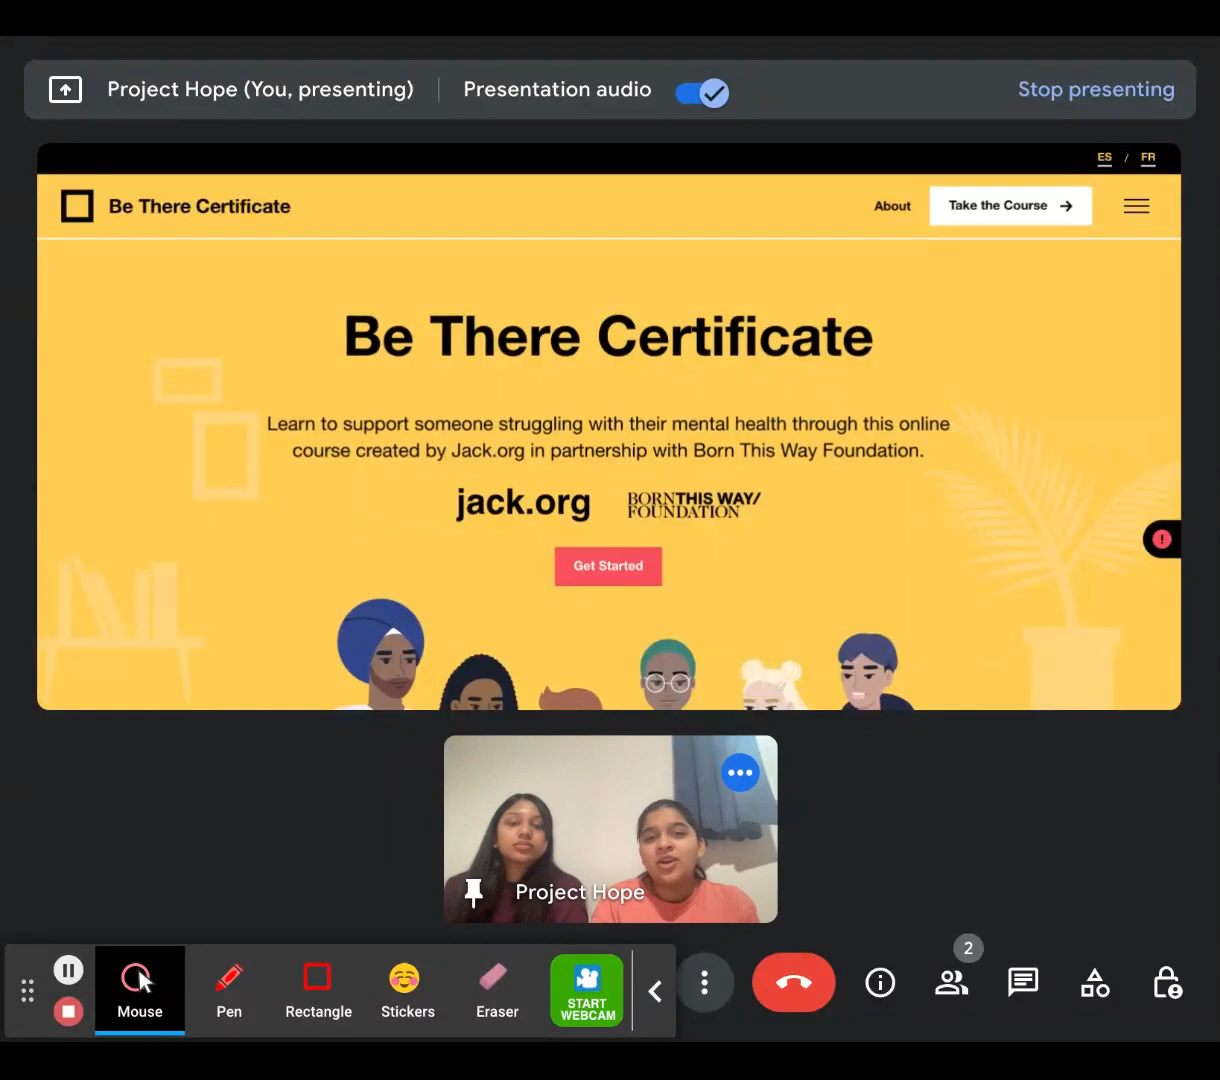 Project Hope (You, presenting)
Presentation audio
Stop presenting
ES / FR
Be There Certificate
About
Take the Course
Be There Certificate
Learn to support someone struggling with their mental health through this online
course created by Jack.org in partnership with Born This Way Foundation.
jack.org
BORNTHIS WAY/
FOUNDATION
Get Started
!
Project Hope
2
Mouse
Pen
Rectangle
Stickers
Eraser
START
WEBCAM